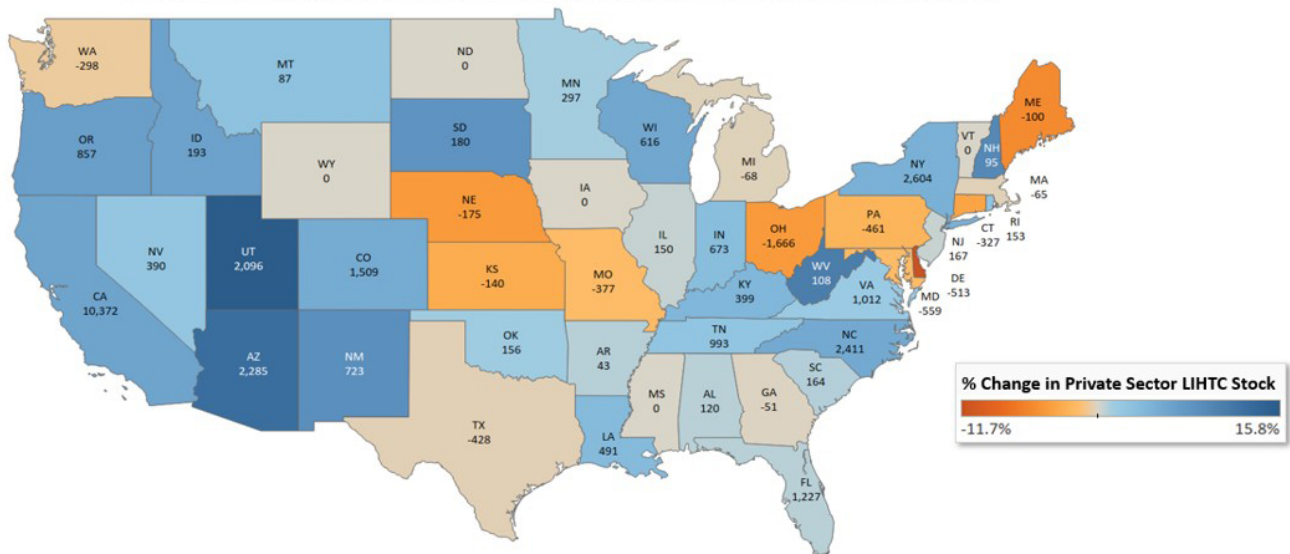 WA
-298
MT
87
ND
0
MN
297
OR
857
ID
193
WY
0
SD
180
WI
616
MI
-68
NY
2,604
VT
0
NH
95
ME
-100
MA
-65
RI
153
CT
-327
NJ
167
DE
-513
MD
-559
NV
390
UT
2,096
CO
1,509
NE
-175
IA
0
KS
-140
MO
-377
IL
150
IN
673
OH
-1,666
PA
-461
WV
108
VA
1,012
KY
399
CA
10,372
AZ
2,285
NM
723
OK
156
AR
43
TN
993
NC
2,411
SC
164
TX
-428
LA
491
MS
0
AL
120
GA
-51
FL
1,227
% Change in Private Sector LIHTC Stock
-11.7% 15.8%